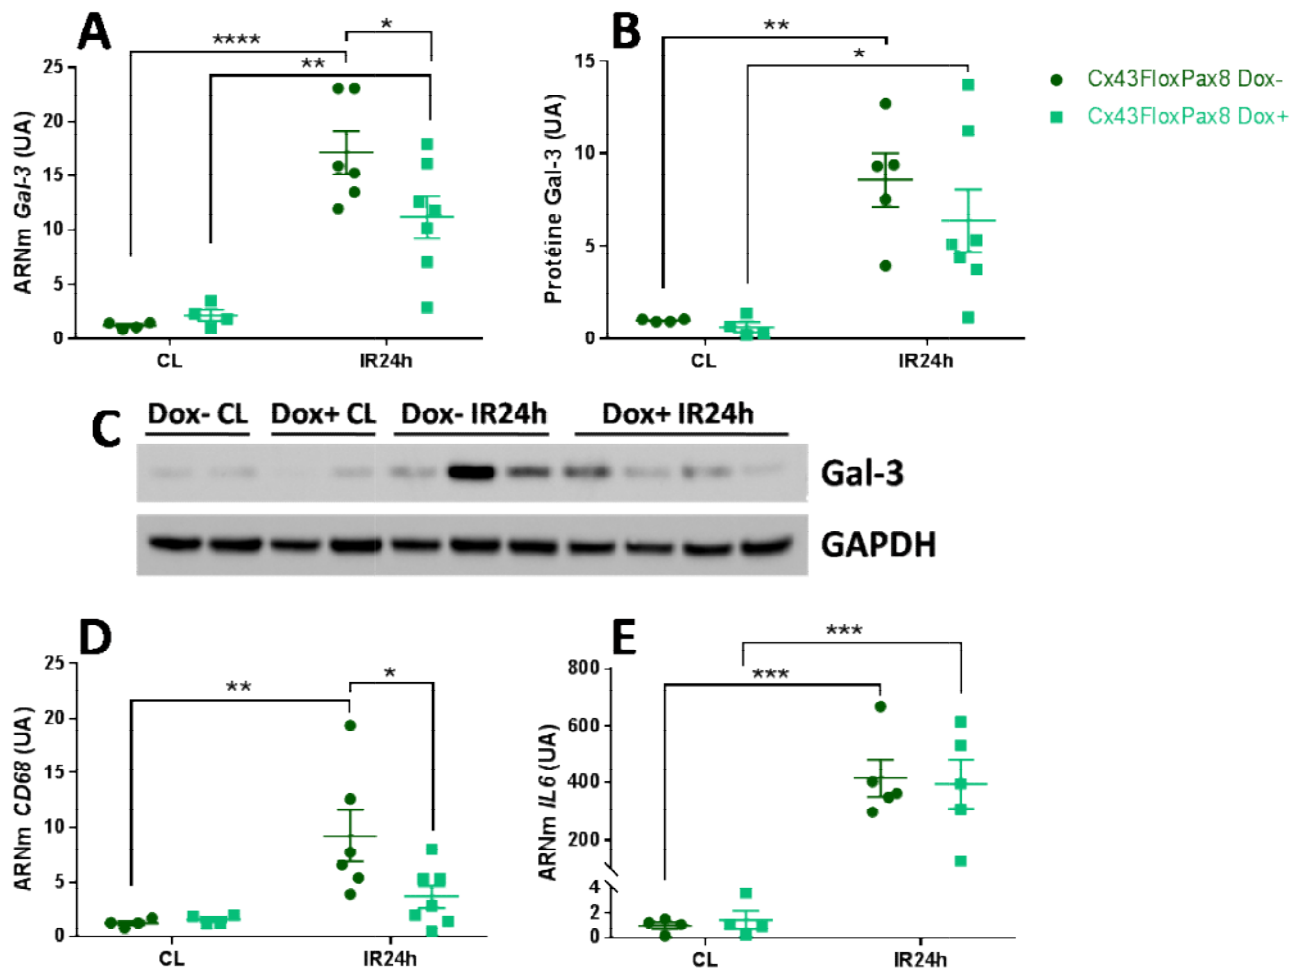 A
B
Cx43FloxPax8 Dox-
Cx43FloxPax8 Dox+
****
*
**
ARNm Gal-3 (UA)
25
20
15
10
5
0
CL
IR24h
**
*
Protéine Gal-3 (UA)
15
10
5
0
CL
IR24h
C
Dox- CL
Dox+ CL
Dox- IR24h
Dox+ IR24h
Gal-3
GAPDH
D
**
*
ARNm CD68 (UA)
25
20
15
10
5
0
CL
IR24h
E
***
***
ARNm IL6 (UA)
800
600
400
200
4
2
0
CL
IR24h